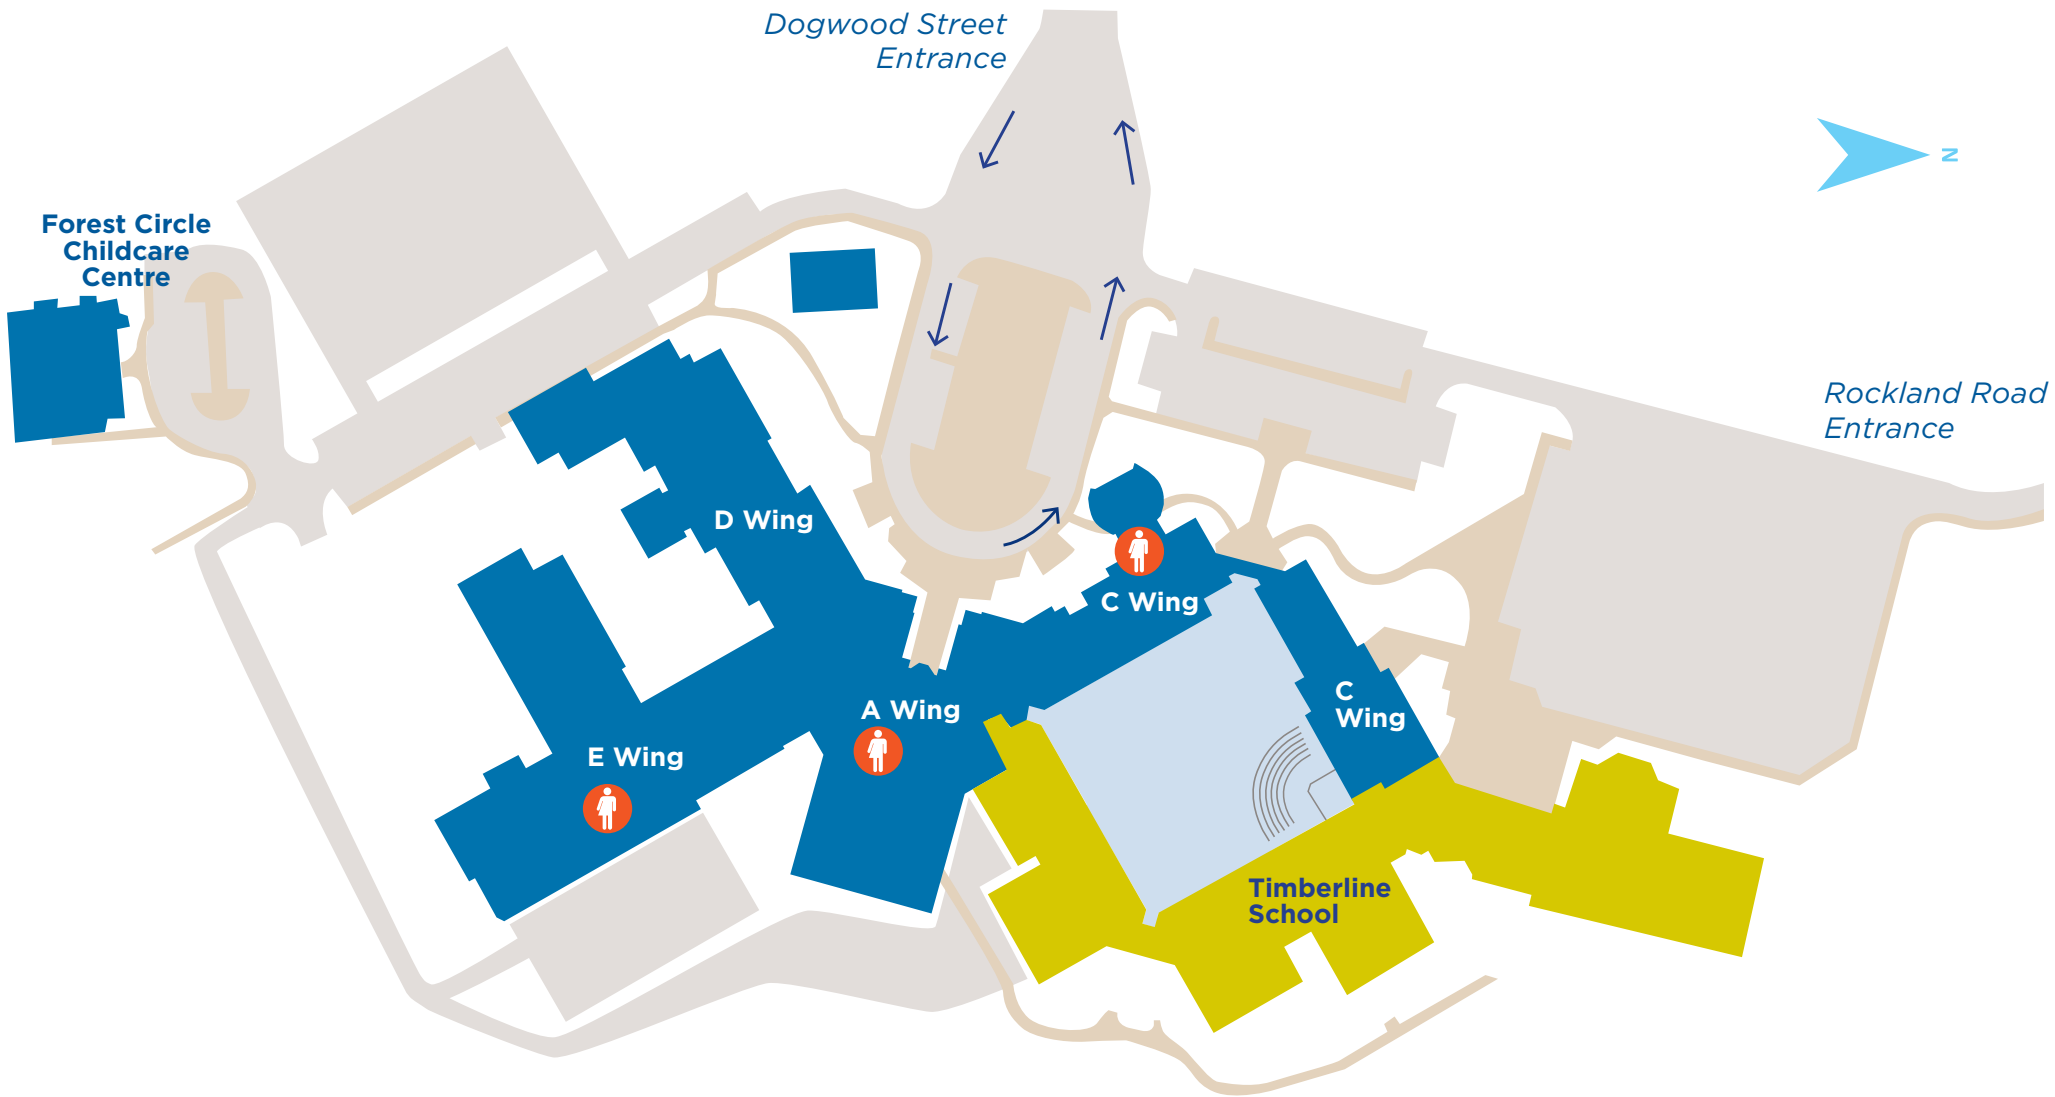 Dogwood Street
Entrance
N
Forest Circle
Childcare
Centre
Rockland Road
Entrance
D Wing
C Wing
C
Wing
A Wing
E Wing
Timberline
School